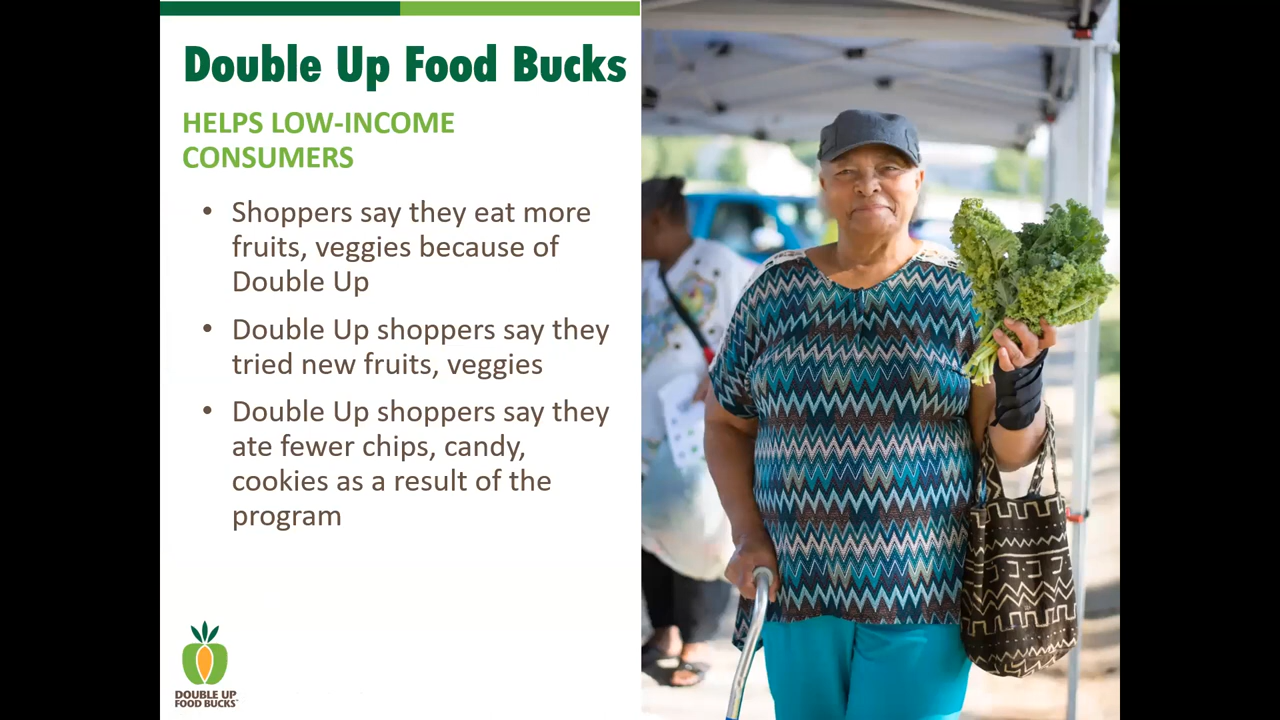 Double Up Food Bucks
HELPS LOW-INCOME
CONSUMERS
• Shoppers say they eat more
fruits, veggies because of
Double Up
• Double Up shoppers say they
tried new fruits, veggies
• Double Up shoppers say they
ate fewer chips, candy,
cookies as a result of the
program
DOUBLE UP
FOOD BUCKS